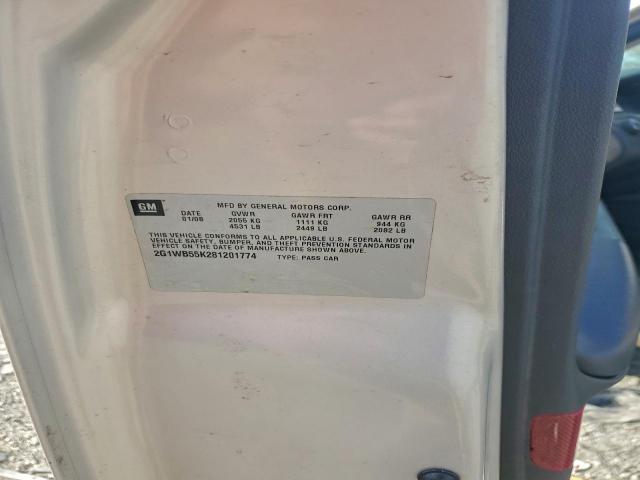 GM
MFD BY GENERAL MOTORS CORP.
DATE GVWR GAWR FRT GAWR RR
01/08 2055 KG 1111 KG 944 KG
4531 LB 2449 LB 2082 LB
THIS VEHICLE CONFORMS TO ALL APPLICABLE U.S. FEDERAL MOTOR
VEHICLE SAFETY, BUMPER, AND THEFT PREVENTION STANDARDS IN
EFFECT ON THE DATE OF MANUFACTURE SHOWN ABOVE.
2G1WB55K281201774 TYPE: PASS CAR